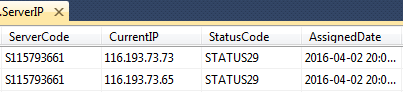 .ServerIP
ServerCode CurrentIP StatusCode AssignedDate
S115793661 116.193.73.73 STATUS29 2016-04-02 20:0...
S115793661 116.193.73.65 STATUS29 2016-04-02 20:0...